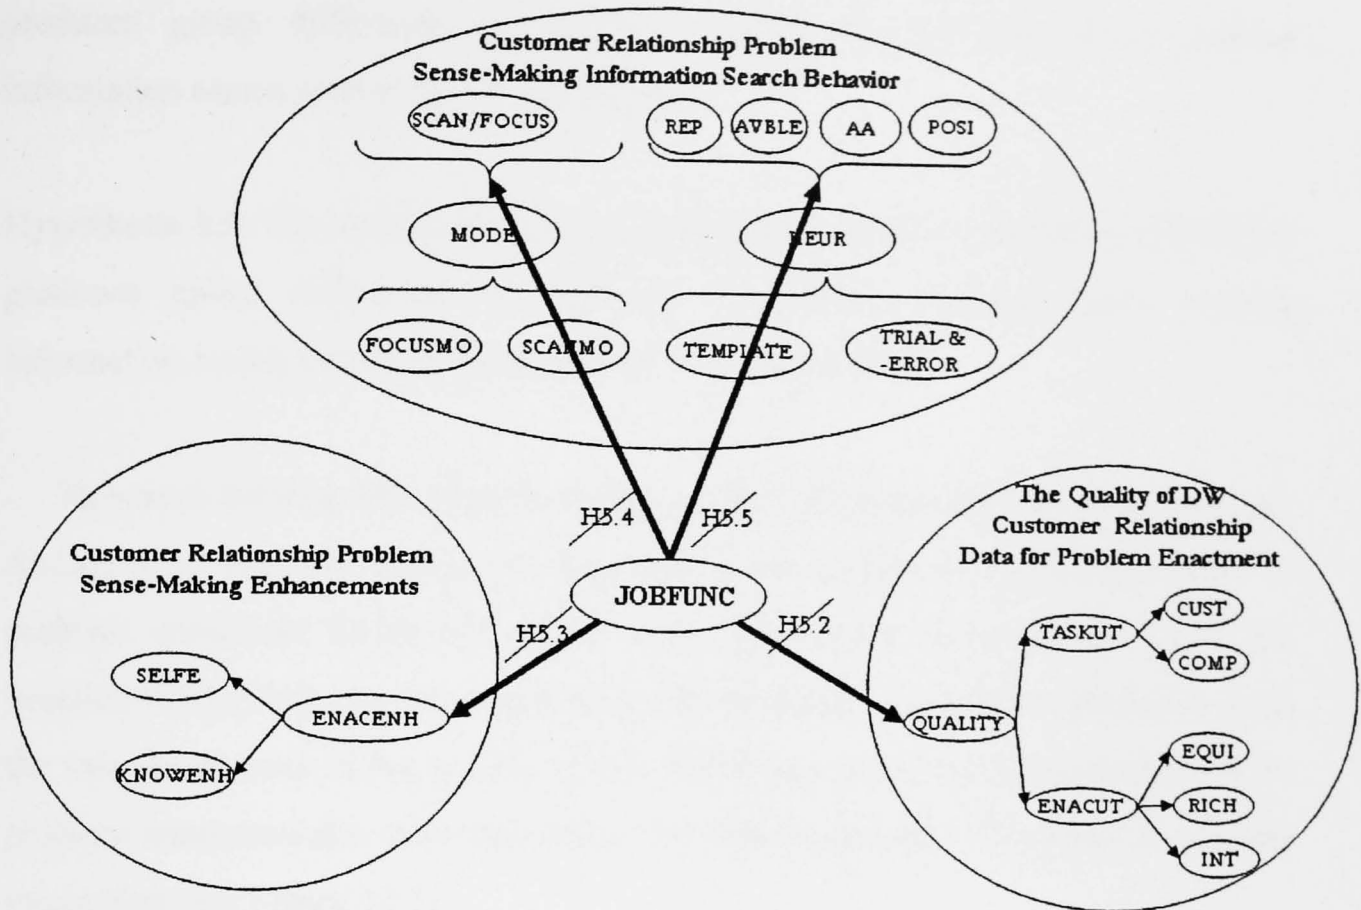 Customer Relationship Problem
Sense-Making Information Search Behavior
SCAN/FOCUS
REP
AVBLE
AA
POSI
MODE
HEUR
FOCUSMO
SCANMO
TEMPLATE
TRIAL-&
-ERROR
H5.4
H5.5
Customer Relationship Problem
Sense-Making Enhancements
SELFE
ENACENH
KNOWENH
H5.3
JOBFUNC
H5.2
The Quality of DW
Customer Relationship
Data for Problem Enactment
QUALITY
TASKUT
CUST
COMP
ENACUT
EQUI
RICH
INT